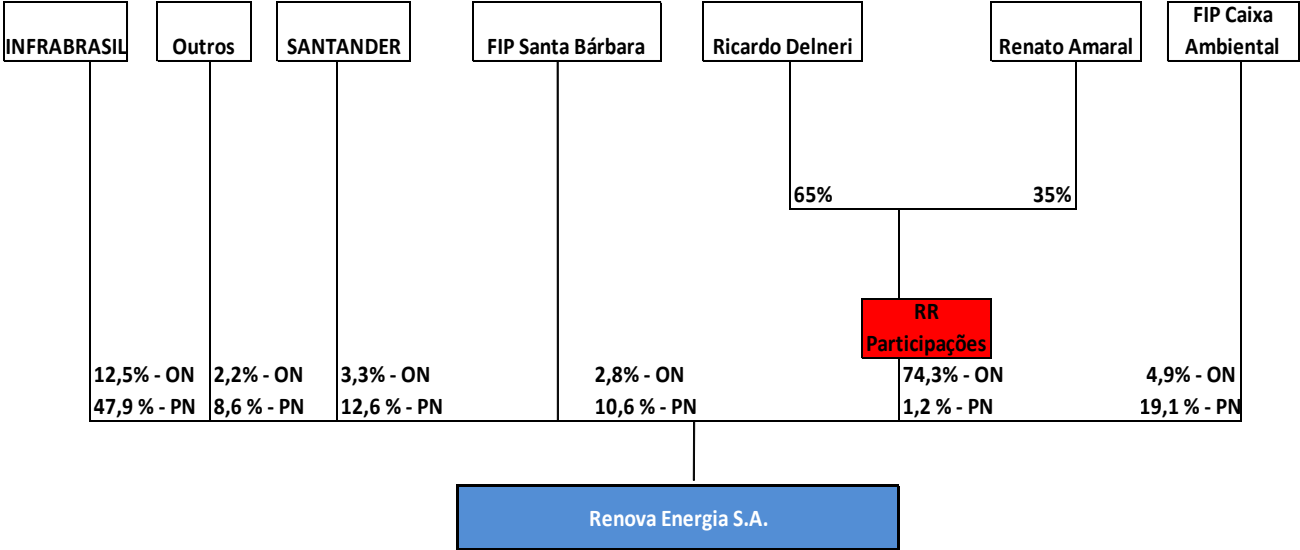 INFRABRASIL
Outros
SANTANDER
FIP Santa Bárbara
Ricardo Delneri
Renato Amaral
FIP Caixa
Ambiental
65%
35%
RR
Participações
12,5% - ON
47,9 % - PN
2,2% - ON
8,6 % - PN
3,3% - ON
12,6 % - PN
2,8% - ON
10,6 % - PN
74,3% - ON
1,2 % - PN
4,9% - ON
19,1 % - PN
Renova Energia S.A.